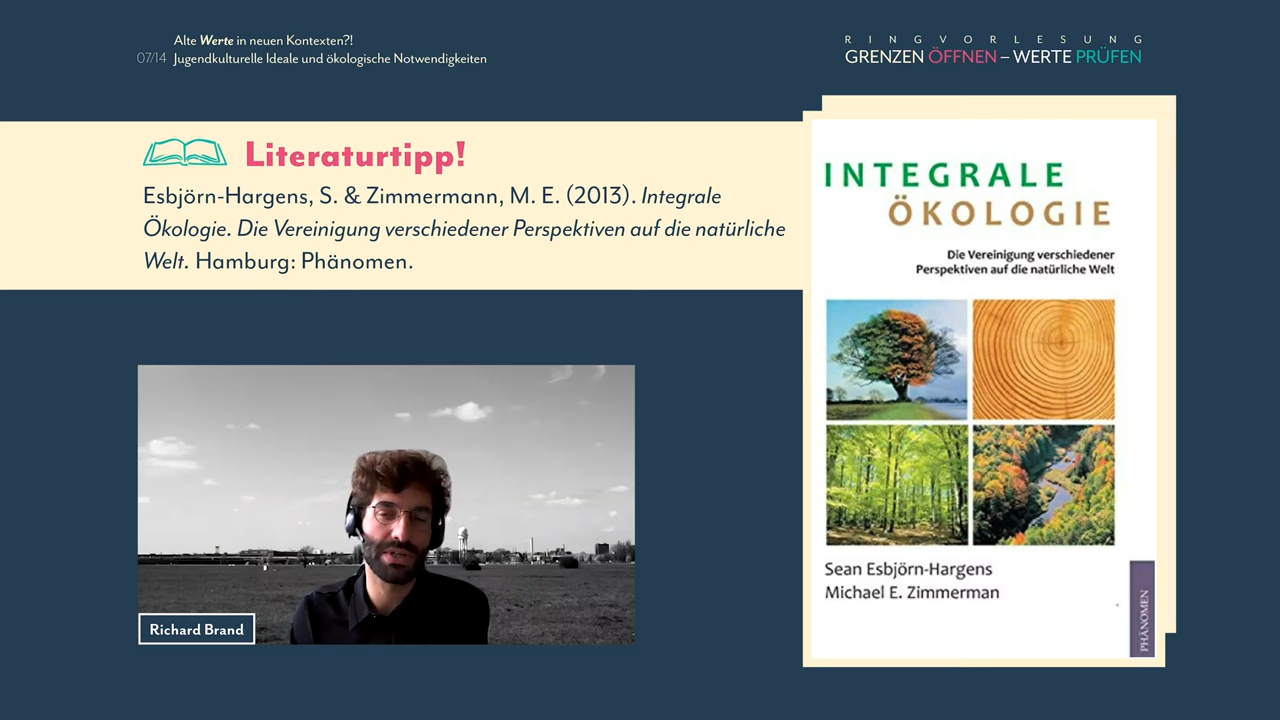 Alte Werte in neuen Kontexten?!
07/14 Jugendkulturelle Ideale und ökologische Notwendigkeiten
RINGVORLESUNG
GRENZEN ÖFFNEN – WERTE PRÜFEN
Literaturtipp!
Esbjörn-Hargens, S. & Zimmermann, M. E. (2013). Integrale
Ökologie. Die Vereinigung verschiedener Perspektiven auf die natürliche
Welt. Hamburg: Phänomen.
INTEGRALE
ÖKOLOGIE
Die Vereinigung verschiedener
Perspektiven auf die natürliche Welt
Sean Esbjörn-Hargens
Michael E. Zimmerman
PHÄNOMEN
Richard Brand